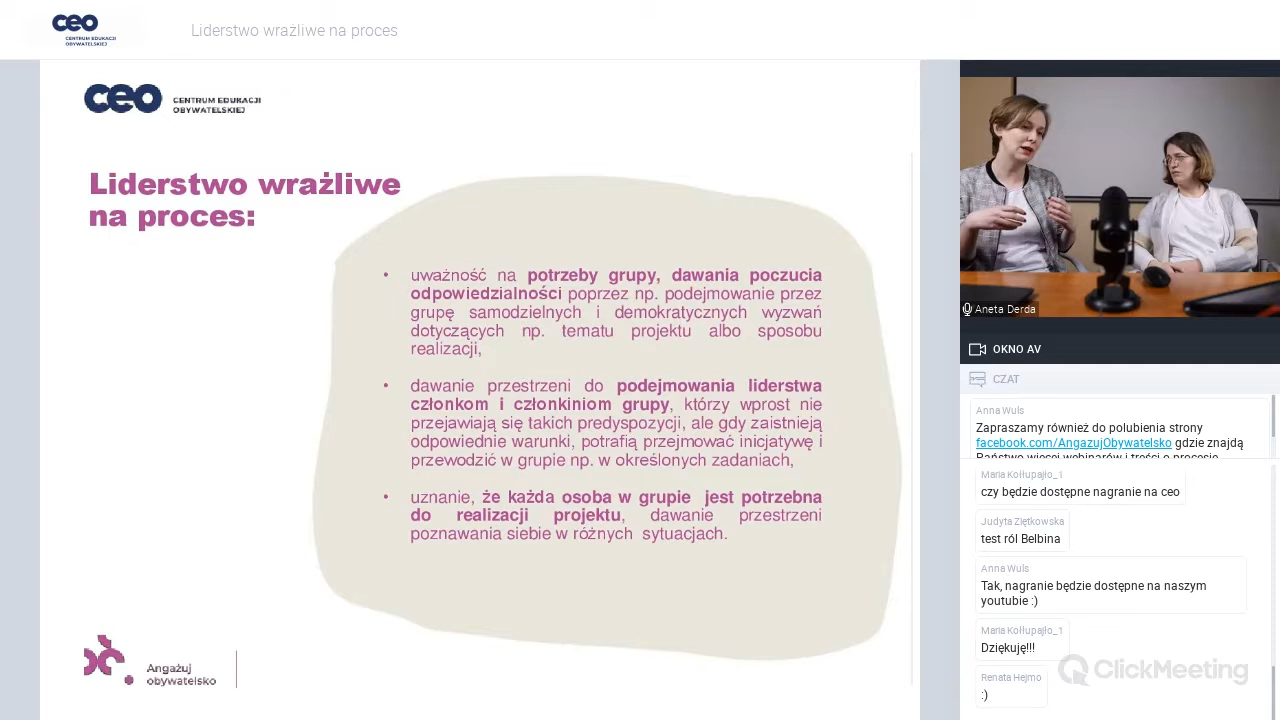 ceo
CENTRUM EDUKACJI
OBYWATELSKIEJ
Liderstwo wrażliwe na proces
ceo
CENTRUM EDUKACJI
OBYWATELSKIEJ
Liderstwo wrażliwe
na proces:
• uważność na potrzeby grupy, dawania poczucia
odpowiedzialności poprzez np. podejmowanie przez
grupę samodzielnych i demokratycznych wyzwań
dotyczących np. tematu projektu albo sposobu
realizacji,
• dawanie przestrzeni do podejmowania liderstwa
członkom i członkiniom grupy, którzy wprost nie
przejawiają się takich predyspozycji, ale gdy zaistnieją
odpowiednie warunki, potrafią przejmować inicjatywę i
przewodzić w grupie np. w określonych zadaniach,
• uznanie, że każda osoba w grupie jest potrzebna
do realizacji projektu, dawanie przestrzeni
poznawania siebie w różnych sytuacjach.
Angażuj
obywatelsko
Aneta Derda
OKNO AV
CZAT
Anna Wuls
Zapraszamy również do polubienia strony
facebook.com/AngazujObywatelsko gdzie znajdą
Państwo więcej webinarów i treści o procesie
Maria Kołłupajło_1
czy będzie dostępne nagranie na ceo
Judyta Ziętkowska
test ról Belbina
Anna Wuls
Tak, nagranie będzie dostępne na naszym
youtubie :)
Maria Kołłupajło_1
Dziękuję!!!
Renata Hejmo
:)
ClickMeeting